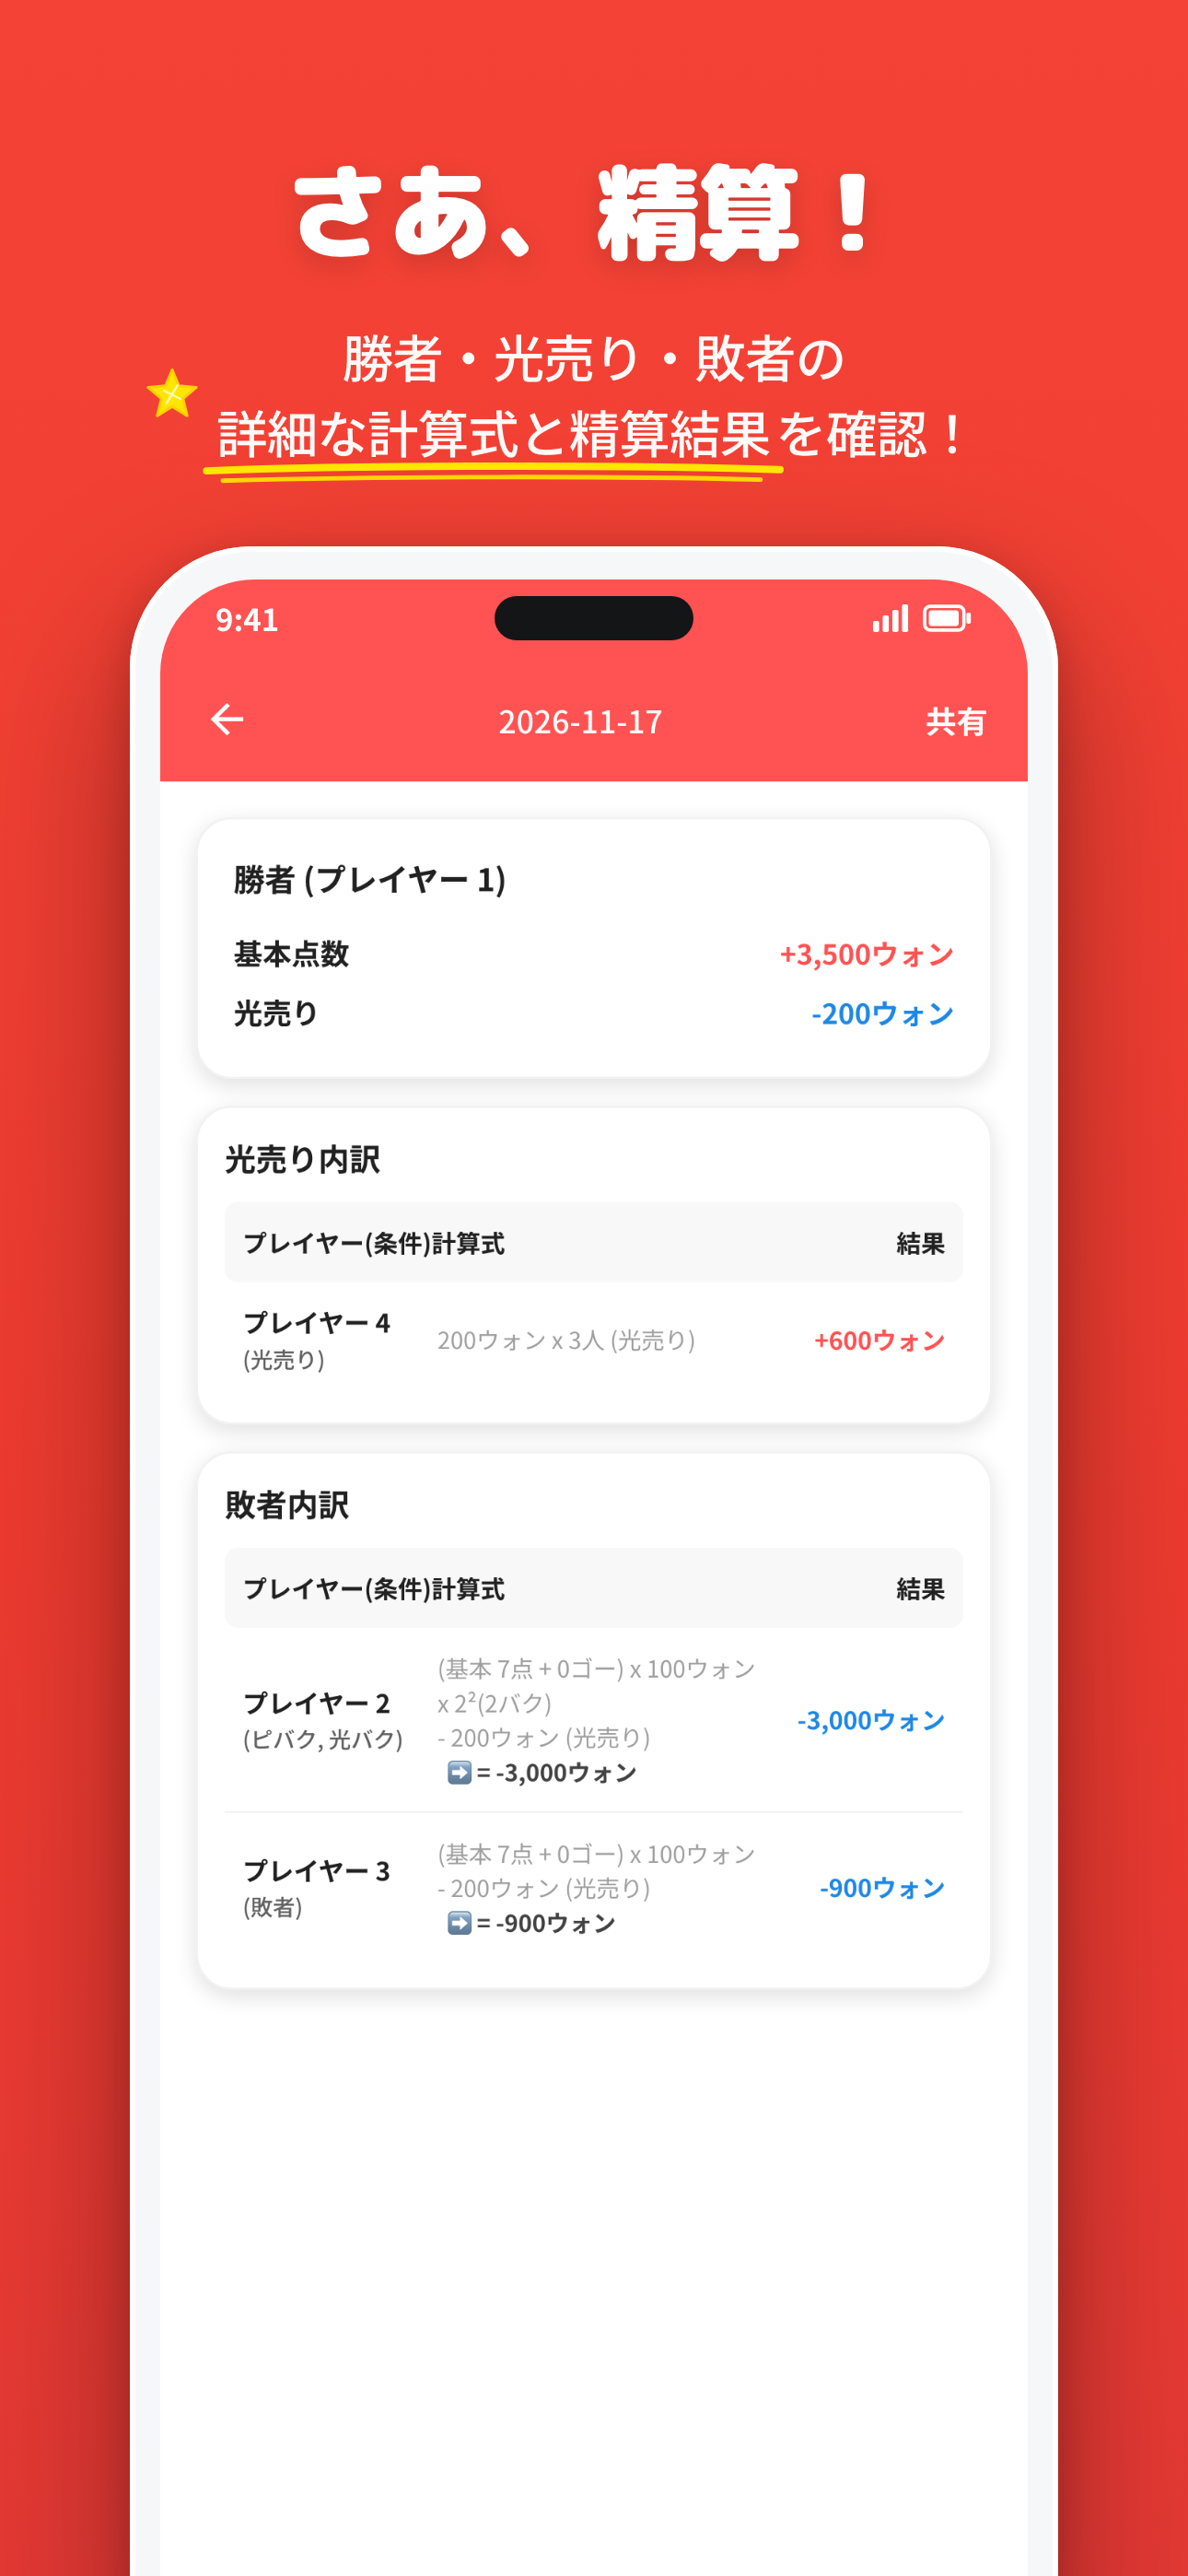 さあ、精算！
勝者・光売り・敗者の
詳細な計算式と精算結果を確認！
9:41
2026-11-17
共有
勝者 (プレイヤー 1)
基本点数 +3,500ウォン
光売り -200ウォン
光売り内訳
プレイヤー(条件)計算式 結果
プレイヤー 4
(光売り)
200ウォン x 3人 (光売り)
+600ウォン
敗者内訳
プレイヤー(条件)計算式 結果
プレイヤー 2
(ピバク, 光バク)
(基本 7点 + 0ゴー) x 100ウォン
x 2²(2バク)
- 200ウォン (光売り)
➡️ = -3,000ウォン
-3,000ウォン
プレイヤー 3
(敗者)
(基本 7点 + 0ゴー) x 100ウォン
- 200ウォン (光売り)
➡️ = -900ウォン
-900ウォン